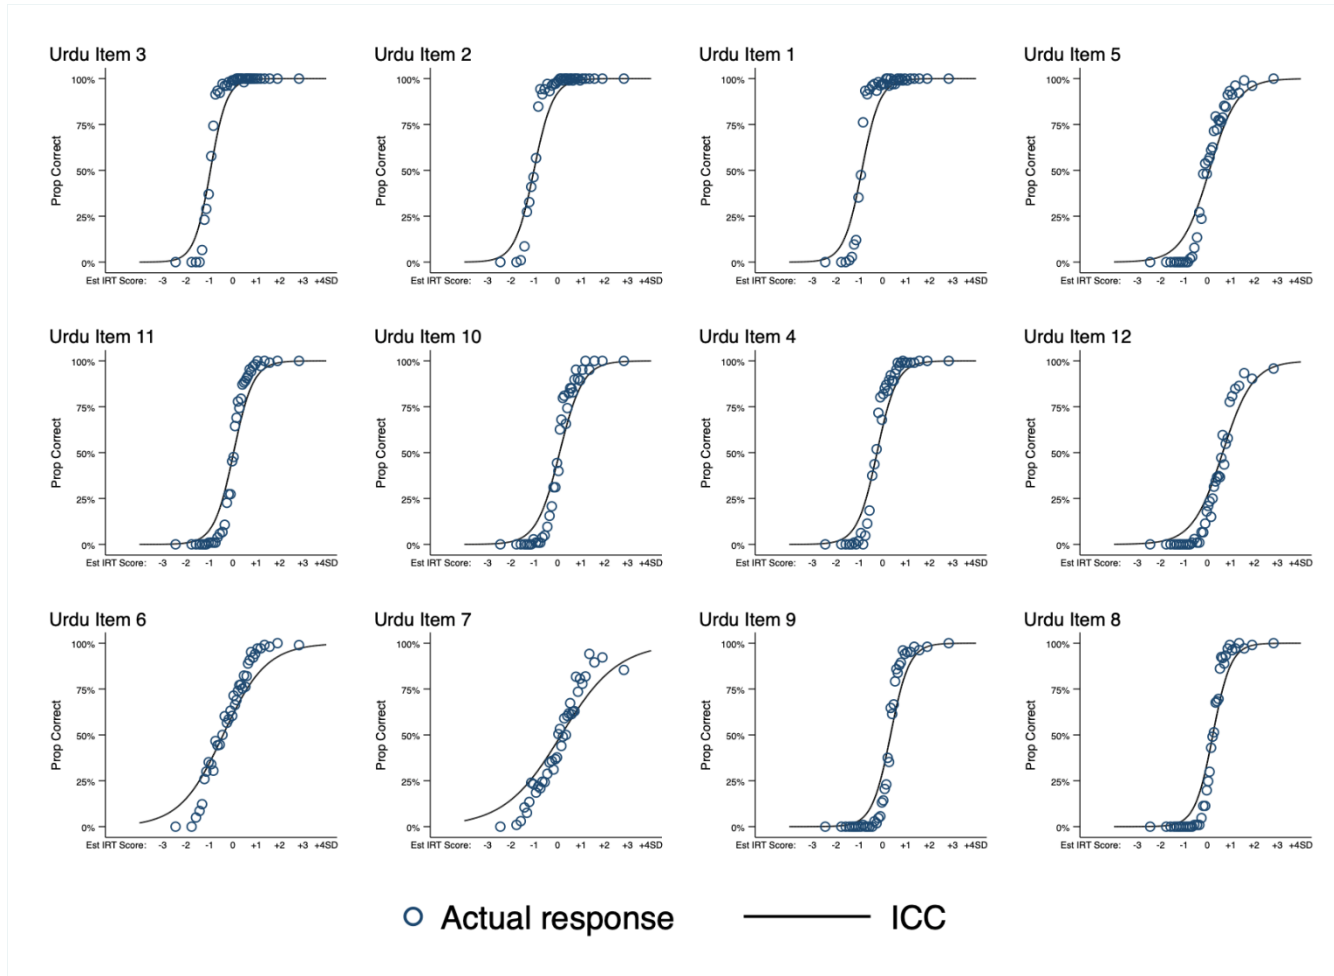 Urdu Item 3
Prop Correct
100%
75%
50%
25%
0%
Est IRT Score: -3 -2 -1 0 +1 +2 +3 +4SD
Urdu Item 2
Prop Correct
100%
75%
50%
25%
0%
Est IRT Score: -3 -2 -1 0 +1 +2 +3 +4SD
Urdu Item 1
Prop Correct
100%
75%
50%
25%
0%
Est IRT Score: -3 -2 -1 0 +1 +2 +3 +4SD
Urdu Item 5
Prop Correct
100%
75%
50%
25%
0%
Est IRT Score: -3 -2 -1 0 +1 +2 +3 +4SD
Urdu Item 11
Prop Correct
100%
75%
50%
25%
0%
Est IRT Score: -3 -2 -1 0 +1 +2 +3 +4SD
Urdu Item 10
Prop Correct
100%
75%
50%
25%
0%
Est IRT Score: -3 -2 -1 0 +1 +2 +3 +4SD
Urdu Item 4
Prop Correct
100%
75%
50%
25%
0%
Est IRT Score: -3 -2 -1 0 +1 +2 +3 +4SD
Urdu Item 12
Prop Correct
100%
75%
50%
25%
0%
Est IRT Score: -3 -2 -1 0 +1 +2 +3 +4SD
Urdu Item 6
Prop Correct
100%
75%
50%
25%
0%
Est IRT Score: -3 -2 -1 0 +1 +2 +3 +4SD
Urdu Item 7
Prop Correct
100%
75%
50%
25%
0%
Est IRT Score: -3 -2 -1 0 +1 +2 +3 +4SD
Urdu Item 9
Prop Correct
100%
75%
50%
25%
0%
Est IRT Score: -3 -2 -1 0 +1 +2 +3 +4SD
Urdu Item 8
Prop Correct
100%
75%
50%
25%
0%
Est IRT Score: -3 -2 -1 0 +1 +2 +3 +4SD
Actual response ICC